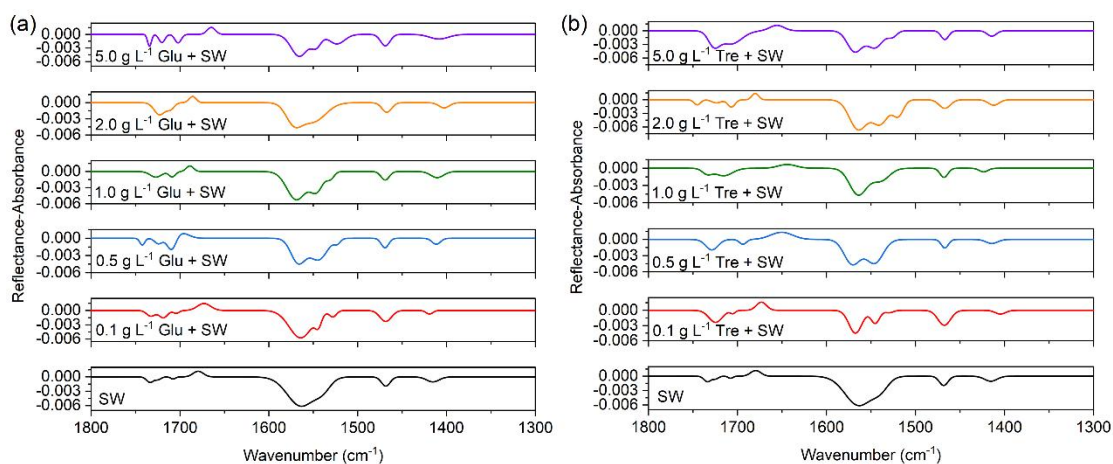 (a)
0.000
-0.003
-0.006
5.0 g L⁻¹ Glu + SW
0.000
-0.003
-0.006
2.0 g L⁻¹ Glu + SW
0.000
-0.003
-0.006
1.0 g L⁻¹ Glu + SW
0.000
-0.003
-0.006
0.5 g L⁻¹ Glu + SW
0.000
-0.003
-0.006
0.1 g L⁻¹ Glu + SW
0.000
-0.003
-0.006
SW
Reflectance-Absorbance
1800 1700 1600 1500 1400 1300
Wavenumber (cm⁻¹)
(b)
0.000
-0.003
-0.006
5.0 g L⁻¹ Tre + SW
0.000
-0.003
-0.006
2.0 g L⁻¹ Tre + SW
0.000
-0.003
-0.006
1.0 g L⁻¹ Tre + SW
0.000
-0.003
-0.006
0.5 g L⁻¹ Tre + SW
0.000
-0.003
-0.006
0.1 g L⁻¹ Tre + SW
0.000
-0.003
-0.006
SW
Reflectance-Absorbance
1800 1700 1600 1500 1400 1300
Wavenumber (cm⁻¹)